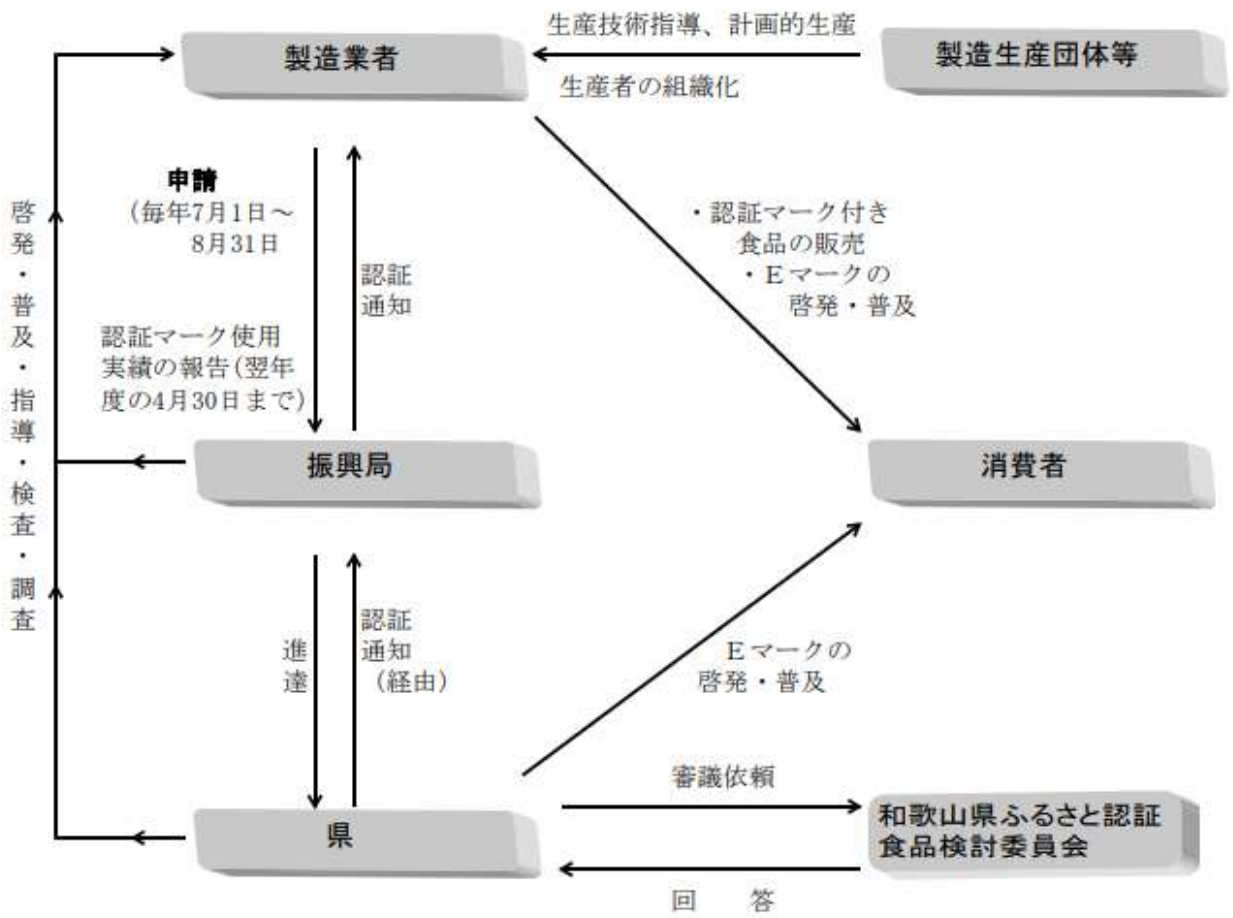 生産技術指導、計画的生産
製造業者
製造生産団体等
生産者の組織化
申請
(毎年7月1日～
8月31日
認証
通知
認証マーク使用
実績の報告(翌年
度の4月30日まで)
・認証マーク付き
食品の販売
・Eマークの
啓発・普及
啓発・普及・指導・検査・調査
振興局
消費者
進達
認証
通知
(経由)
Eマークの
啓発・普及
審議依頼
県
和歌山県ふるさと認証
食品検討委員会
回　答